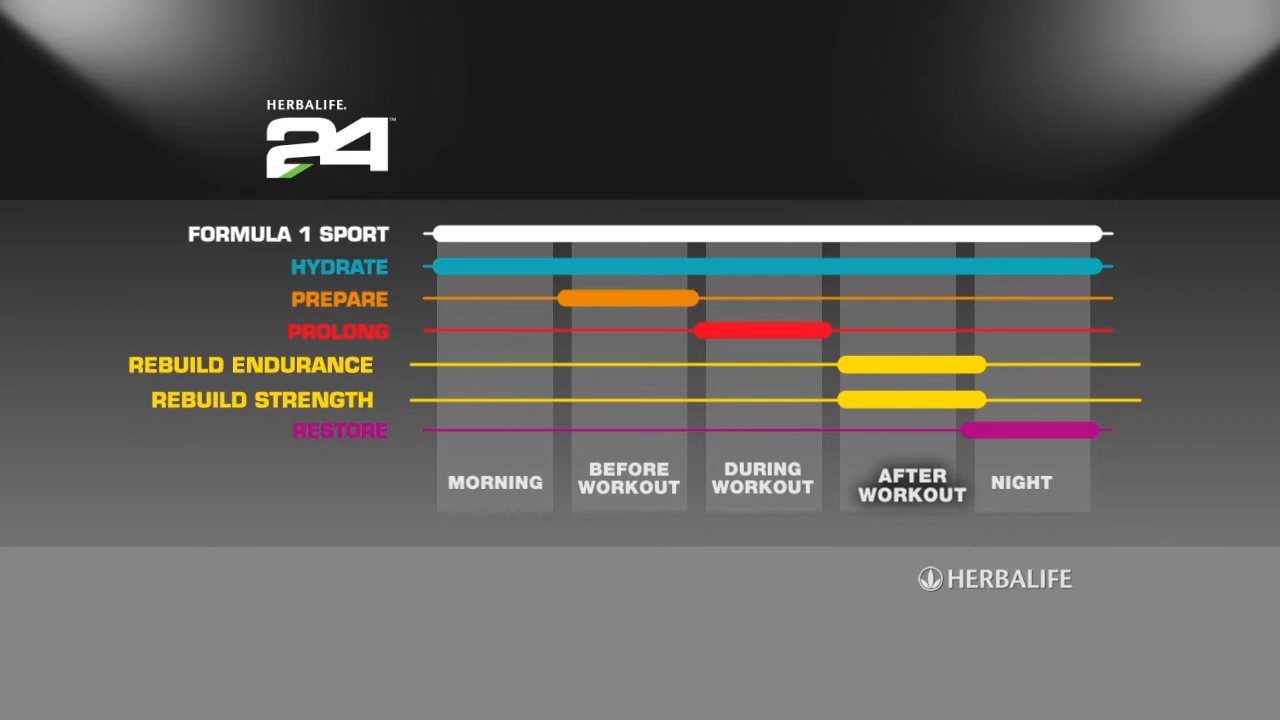 HERBALIFE.
24™
FORMULA 1 SPORT
HYDRATE
PREPARE
PROLONG
REBUILD ENDURANCE
REBUILD STRENGTH
RESTORE
MORNING
BEFORE
WORKOUT
DURING
WORKOUT
AFTER
WORKOUT
NIGHT
HERBALIFE